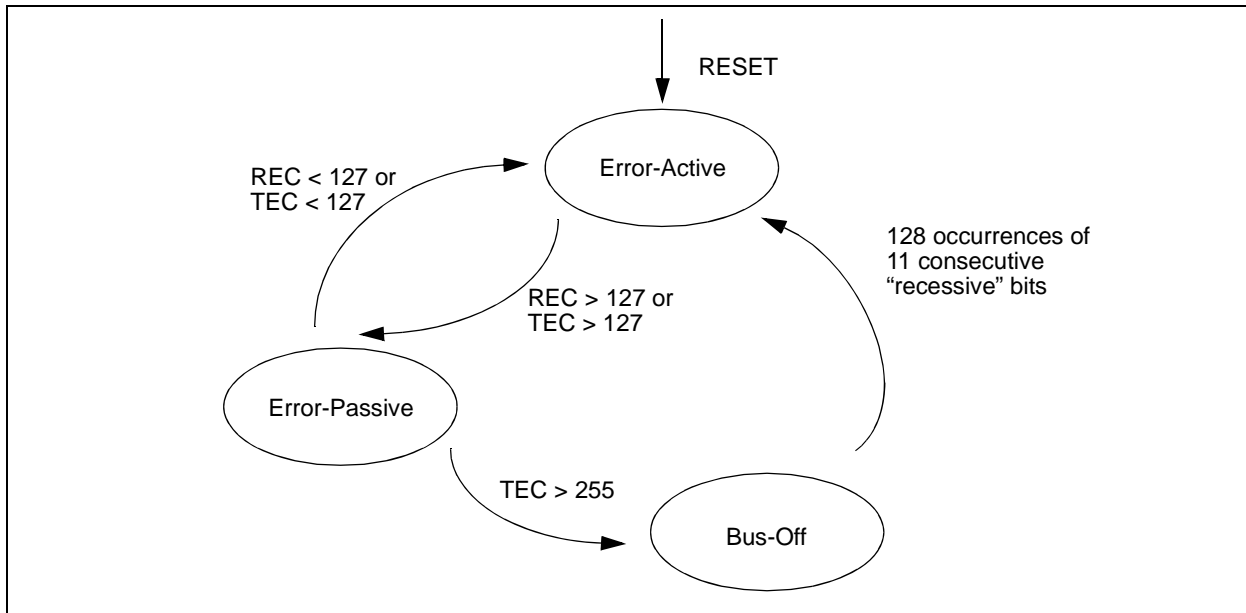 RESET
Error-Active
REC < 127 or
TEC < 127
128 occurrences of
11 consecutive
“recessive” bits
REC > 127 or
TEC > 127
Error-Passive
TEC > 255
Bus-Off